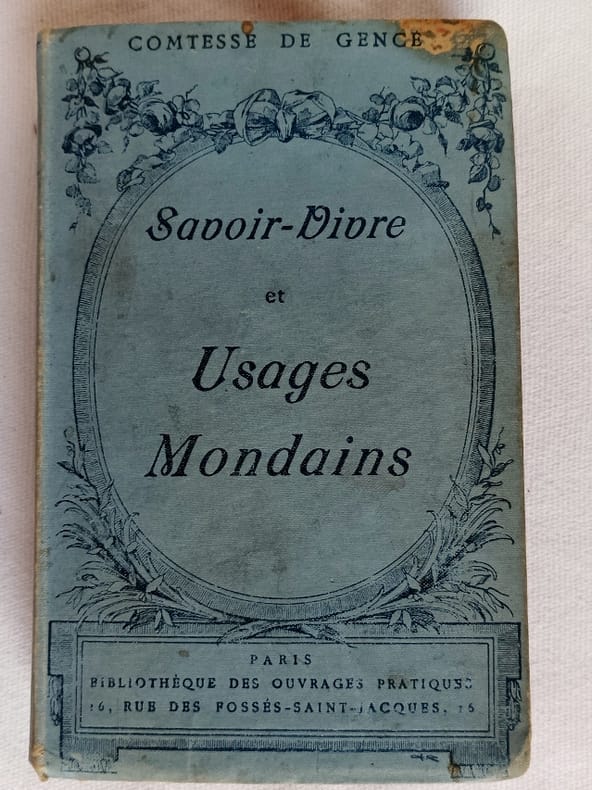 COMTESSE DE GENCE
Savoir-Vivre
et
Usages
Mondains
PARIS
BIBLIOTHÈQUE DES OUVRAGES PRATIQUES
16, RUE DES FOSSÉS-SAINT-JACQUES, 16